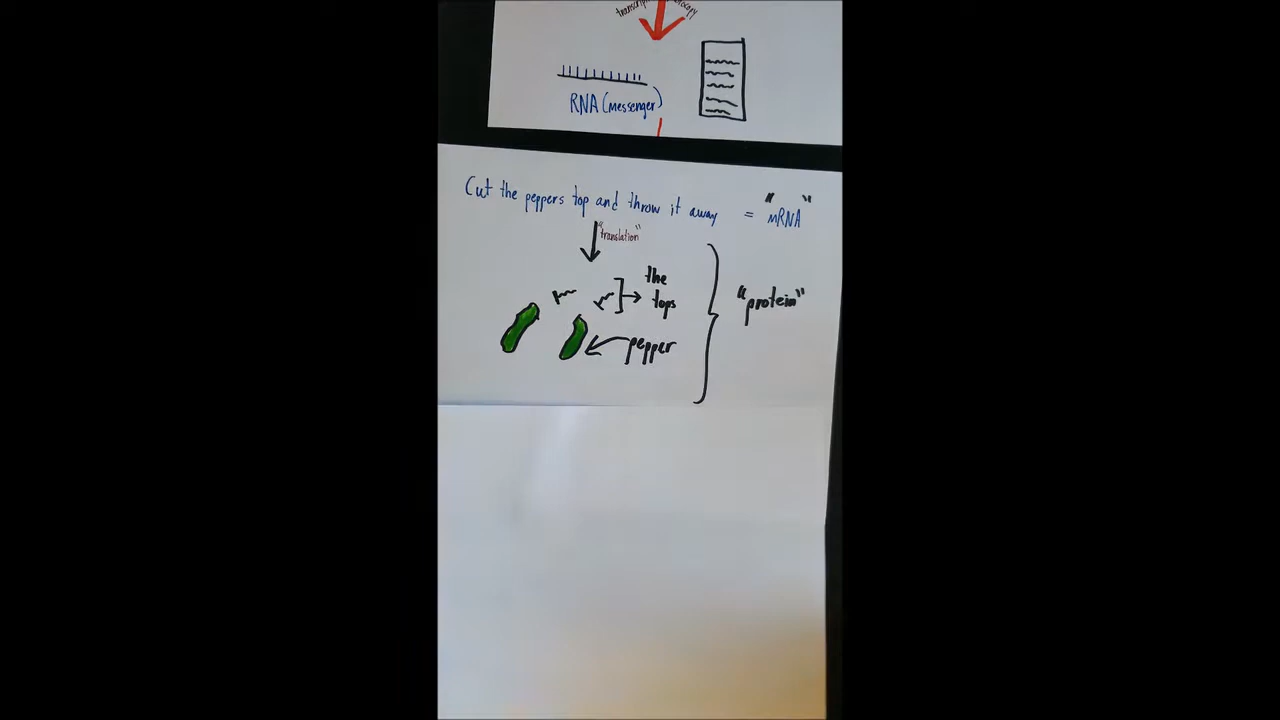 RNA (messenger)
Cut the peppers top and throw it away = "mRNA"
"translation"
the
tops
"protein"
pepper